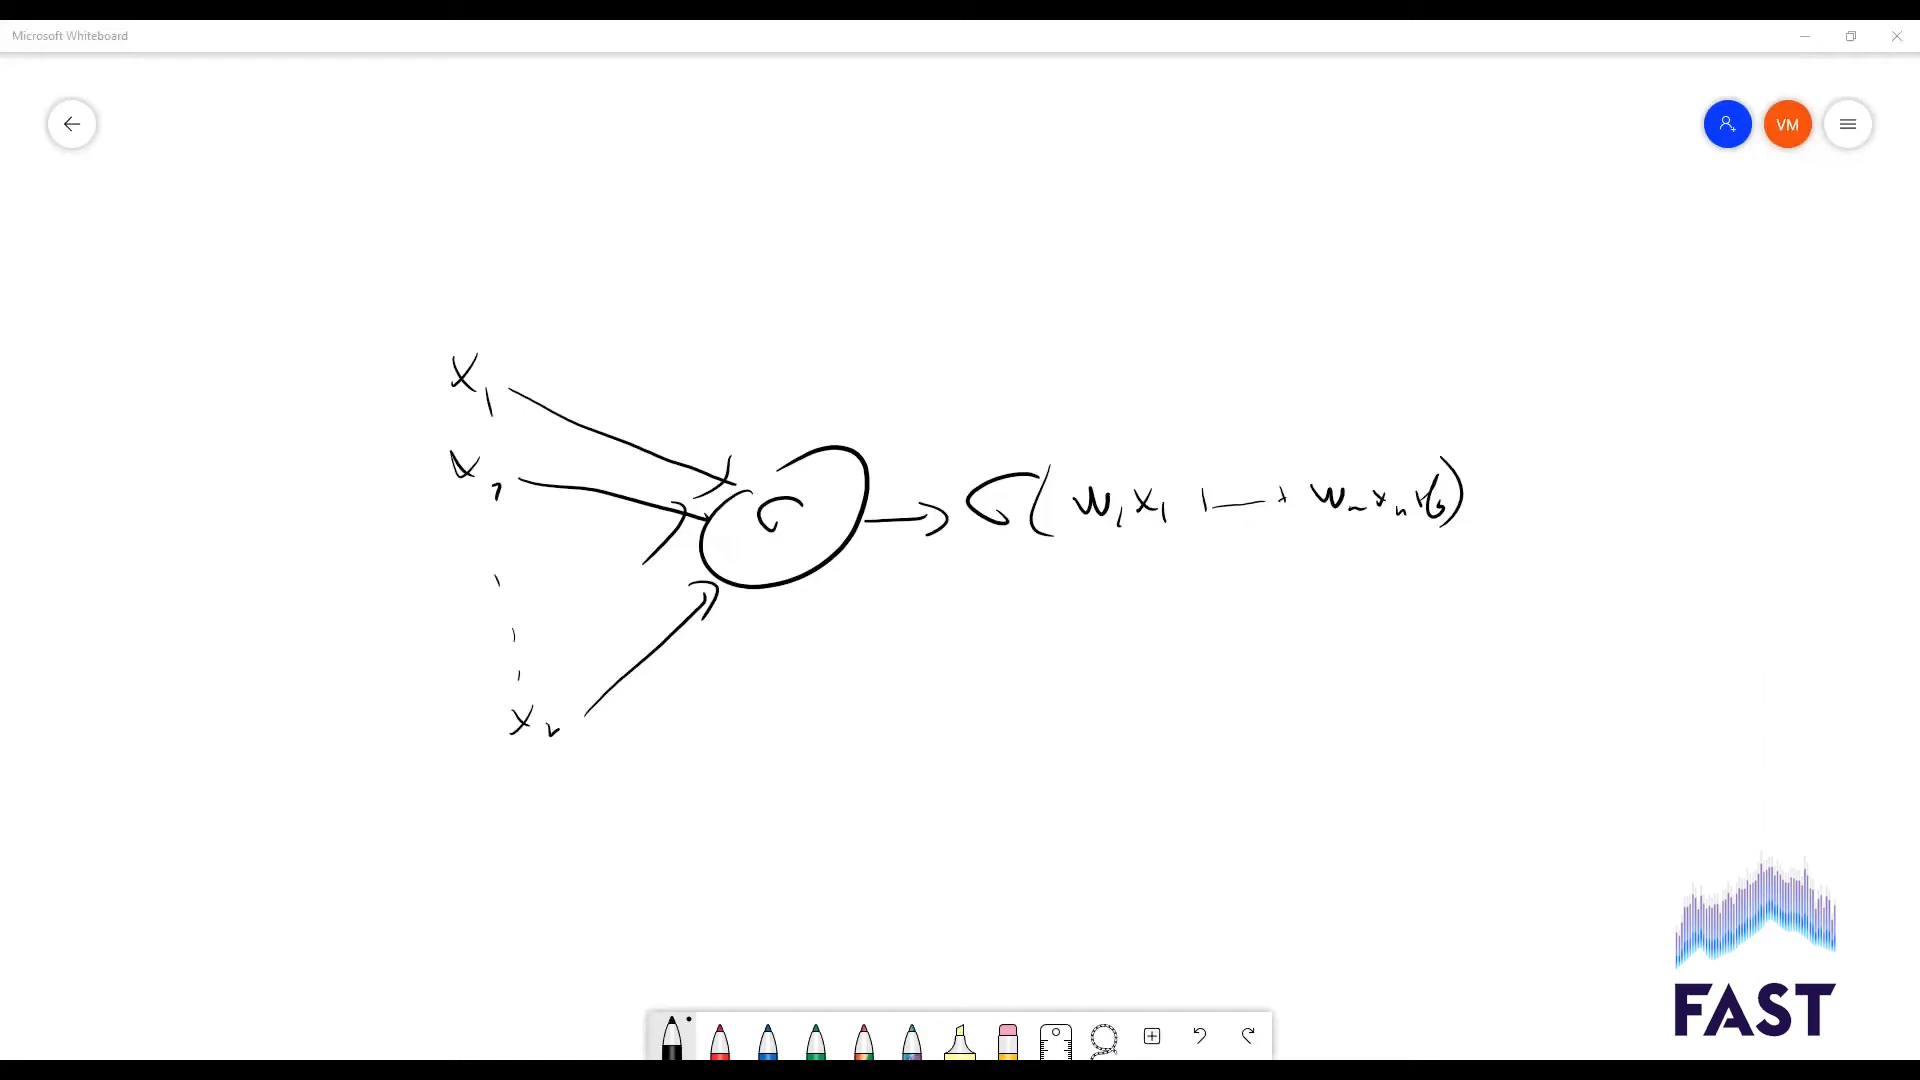 Microsoft Whiteboard
VM
x₁
x₂
σ
σ(w₁x₁ + — + wₙxₙ + b)
xₙ
FAST